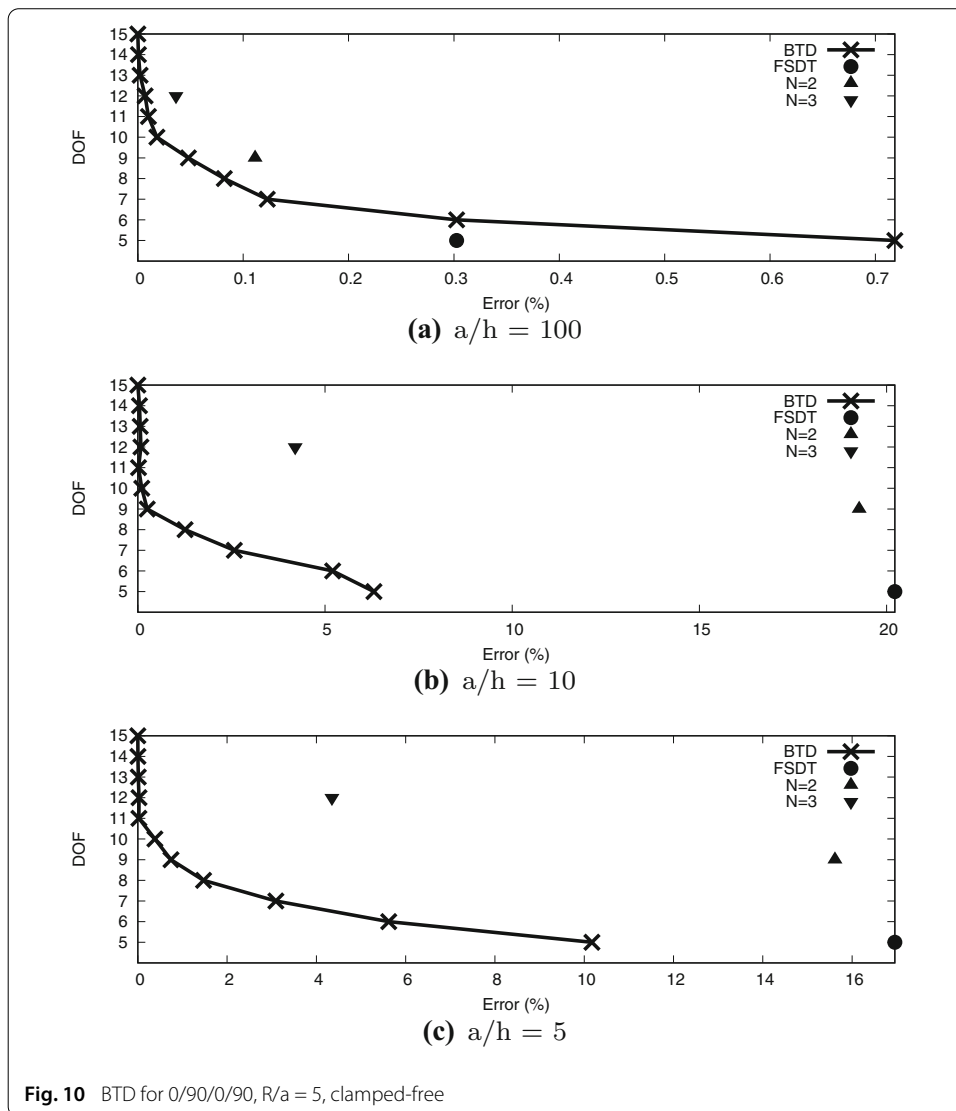 15
14
13
12
11
10
9
8
7
6
5
DOF
BTD
FSDT
N=2
N=3
0 0.1 0.2 0.3 0.4 0.5 0.6 0.7
Error (%)
(a) a/h = 100
15
14
13
12
11
10
9
8
7
6
5
DOF
BTD
FSDT
N=2
N=3
0 5 10 15 20
Error (%)
(b) a/h = 10
15
14
13
12
11
10
9
8
7
6
5
DOF
BTD
FSDT
N=2
N=3
0 2 4 6 8 10 12 14 16
Error (%)
(c) a/h = 5
Fig. 10 BTD for 0/90/0/90, R/a = 5, clamped-free